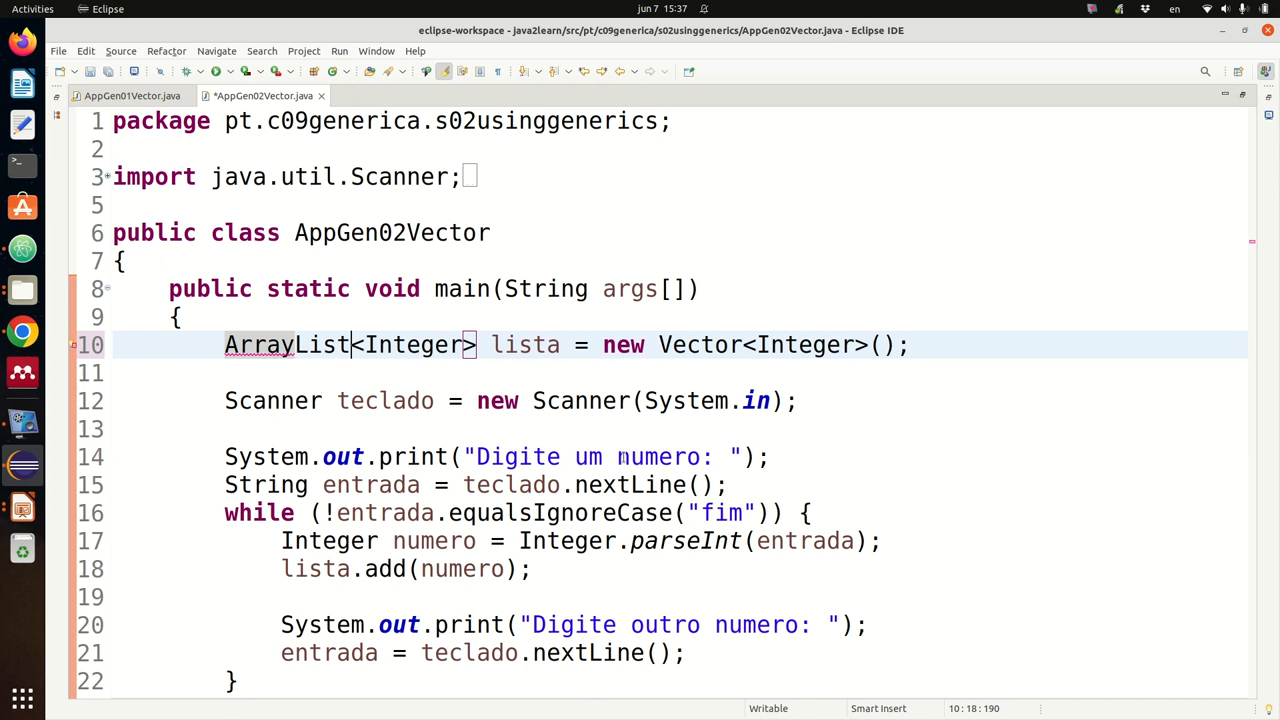 Activities
Eclipse
jun 7 15:37
en
eclipse-workspace - java2learn/src/pt/c09generica/s02usinggenerics/AppGen02Vector.java - Eclipse IDE
File Edit Source Refactor Navigate Search Project Run Window Help
AppGen01Vector.java
*AppGen02Vector.java
1 package pt.c09generica.s02usinggenerics;
2
3 import java.util.Scanner;
5
6 public class AppGen02Vector
7 {
8 public static void main(String args[])
9 {
10 ArrayList<Integer> lista = new Vector<Integer>();
11
12 Scanner teclado = new Scanner(System.in);
13
14 System.out.print("Digite um numero: ");
15 String entrada = teclado.nextLine();
16 while (!entrada.equalsIgnoreCase("fim")) {
17 Integer numero = Integer.parseInt(entrada);
18 lista.add(numero);
19
20 System.out.print("Digite outro numero: ");
21 entrada = teclado.nextLine();
22 }
Writable
Smart Insert
10 : 18 : 190